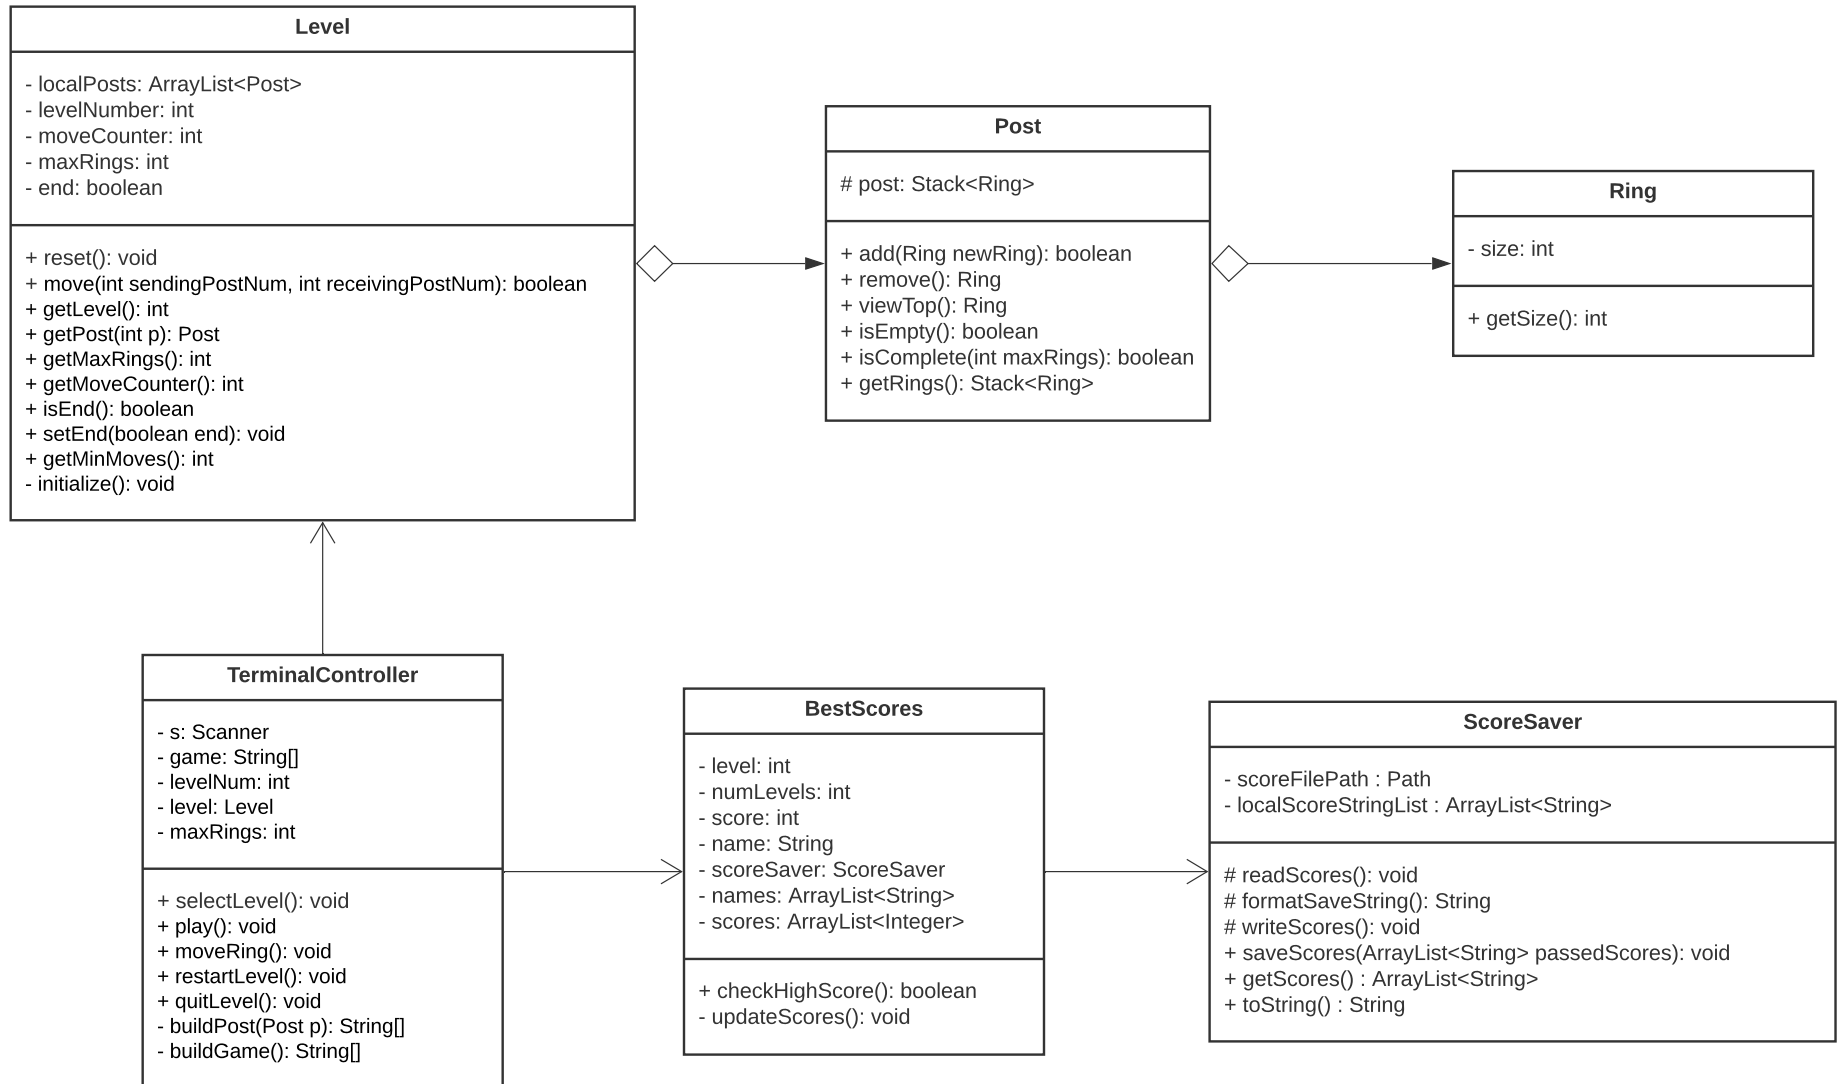 Level
- localPosts: ArrayList<Post>
- levelNumber: int
- moveCounter: int
- maxRings: int
- end: boolean
+ reset(): void
+ move(int sendingPostNum, int receivingPostNum): boolean
+ getLevel(): int
+ getPost(int p): Post
+ getMaxRings(): int
+ getMoveCounter(): int
+ isEnd(): boolean
+ setEnd(boolean end): void
+ getMinMoves(): int
- initialize(): void
Post
# post: Stack<Ring>
+ add(Ring newRing): boolean
+ remove(): Ring
+ viewTop(): Ring
+ isEmpty(): boolean
+ isComplete(int maxRings): boolean
+ getRings(): Stack<Ring>
Ring
- size: int
+ getSize(): int
TerminalController
- s: Scanner
- game: String[]
- levelNum: int
- level: Level
- maxRings: int
+ selectLevel(): void
+ play(): void
+ moveRing(): void
+ restartLevel(): void
+ quitLevel(): void
- buildPost(Post p): String[]
- buildGame(): String[]
BestScores
- level: int
- numLevels: int
- score: int
- name: String
- scoreSaver: ScoreSaver
- names: ArrayList<String>
- scores: ArrayList<Integer>
+ checkHighScore(): boolean
- updateScores(): void
ScoreSaver
- scoreFilePath : Path
- localScoreStringList : ArrayList<String>
# readScores(): void
# formatSaveString(): String
# writeScores(): void
+ saveScores(ArrayList<String> passedScores): void
+ getScores() : ArrayList<String>
+ toString() : String